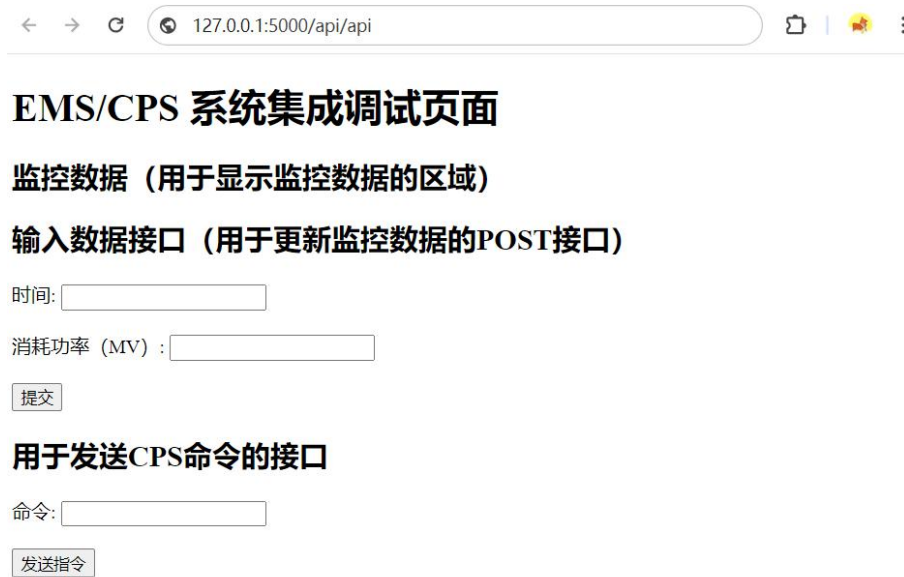 127.0.0.1:5000/api/api
EMS/CPS 系统集成调试页面
监控数据（用于显示监控数据的区域）
输入数据接口（用于更新监控数据的POST接口）
时间:
消耗功率（MV）:
提交
用于发送CPS命令的接口
命令:
发送指令